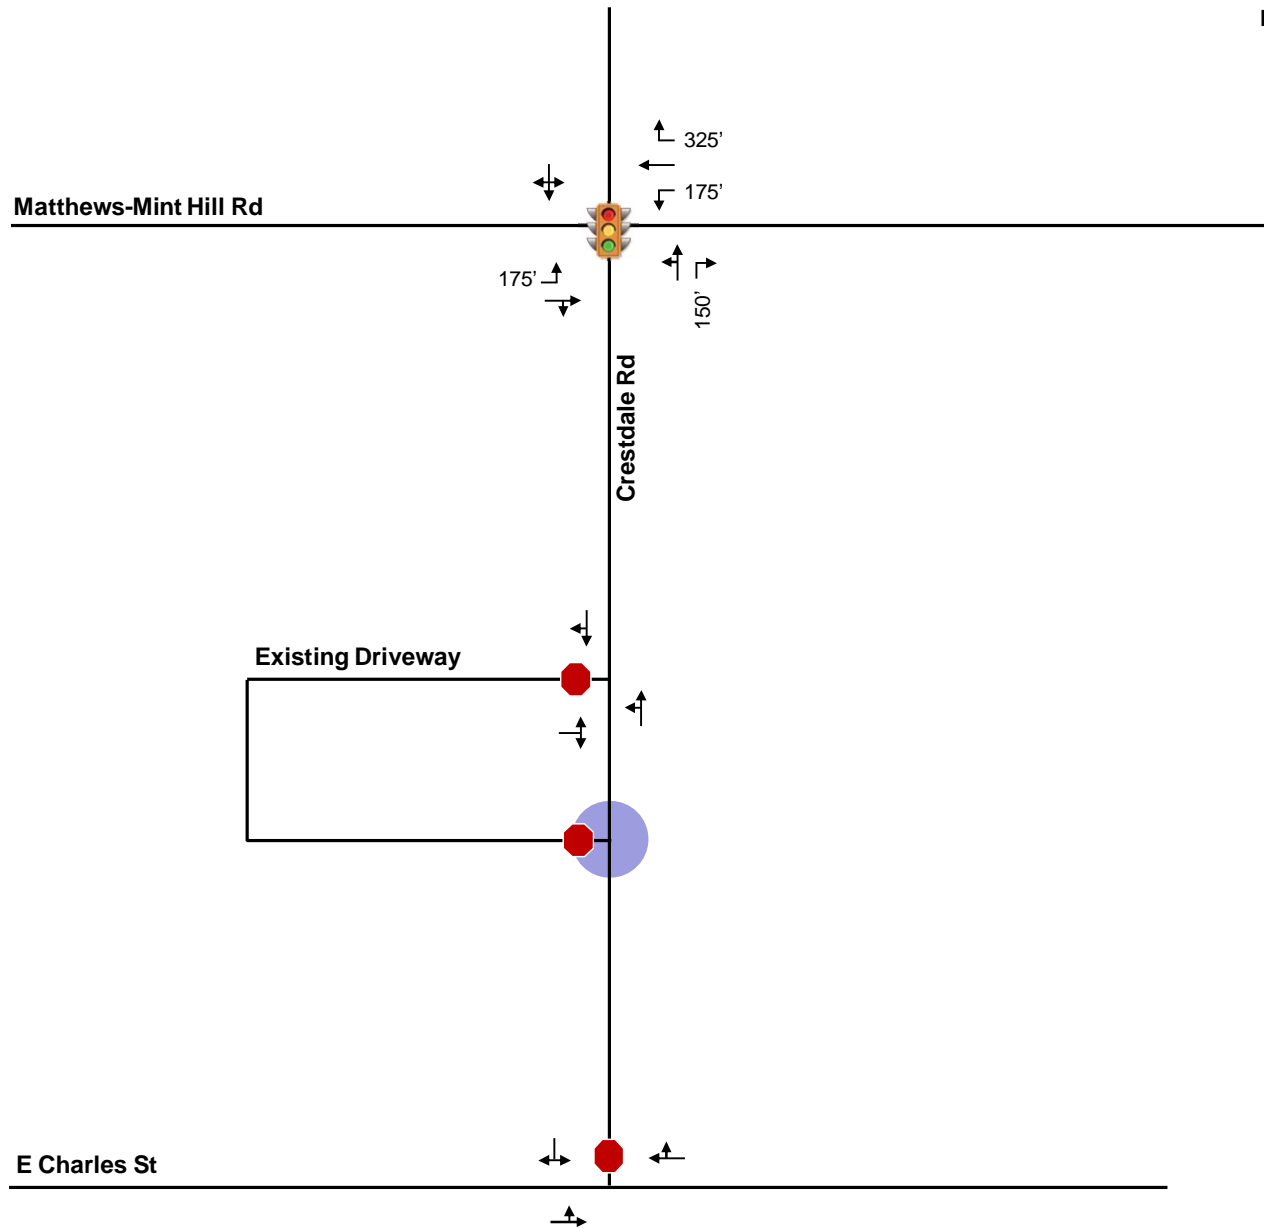 325’
175’
Matthews-Mint Hill Rd
175’
150’
Crestdale Rd
Existing Driveway
E Charles St